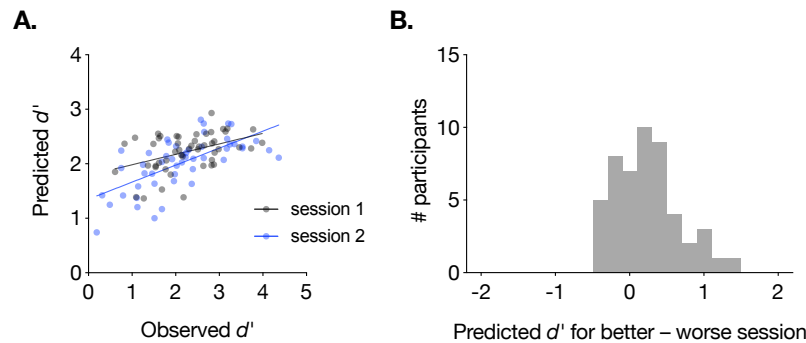 A.
4
3
2
1
0
Predicted d'
0 1 2 3 4 5
Observed d'
session 1
session 2
B.
15
10
5
0
# participants
-2 -1 0 1 2
Predicted d' for better – worse session